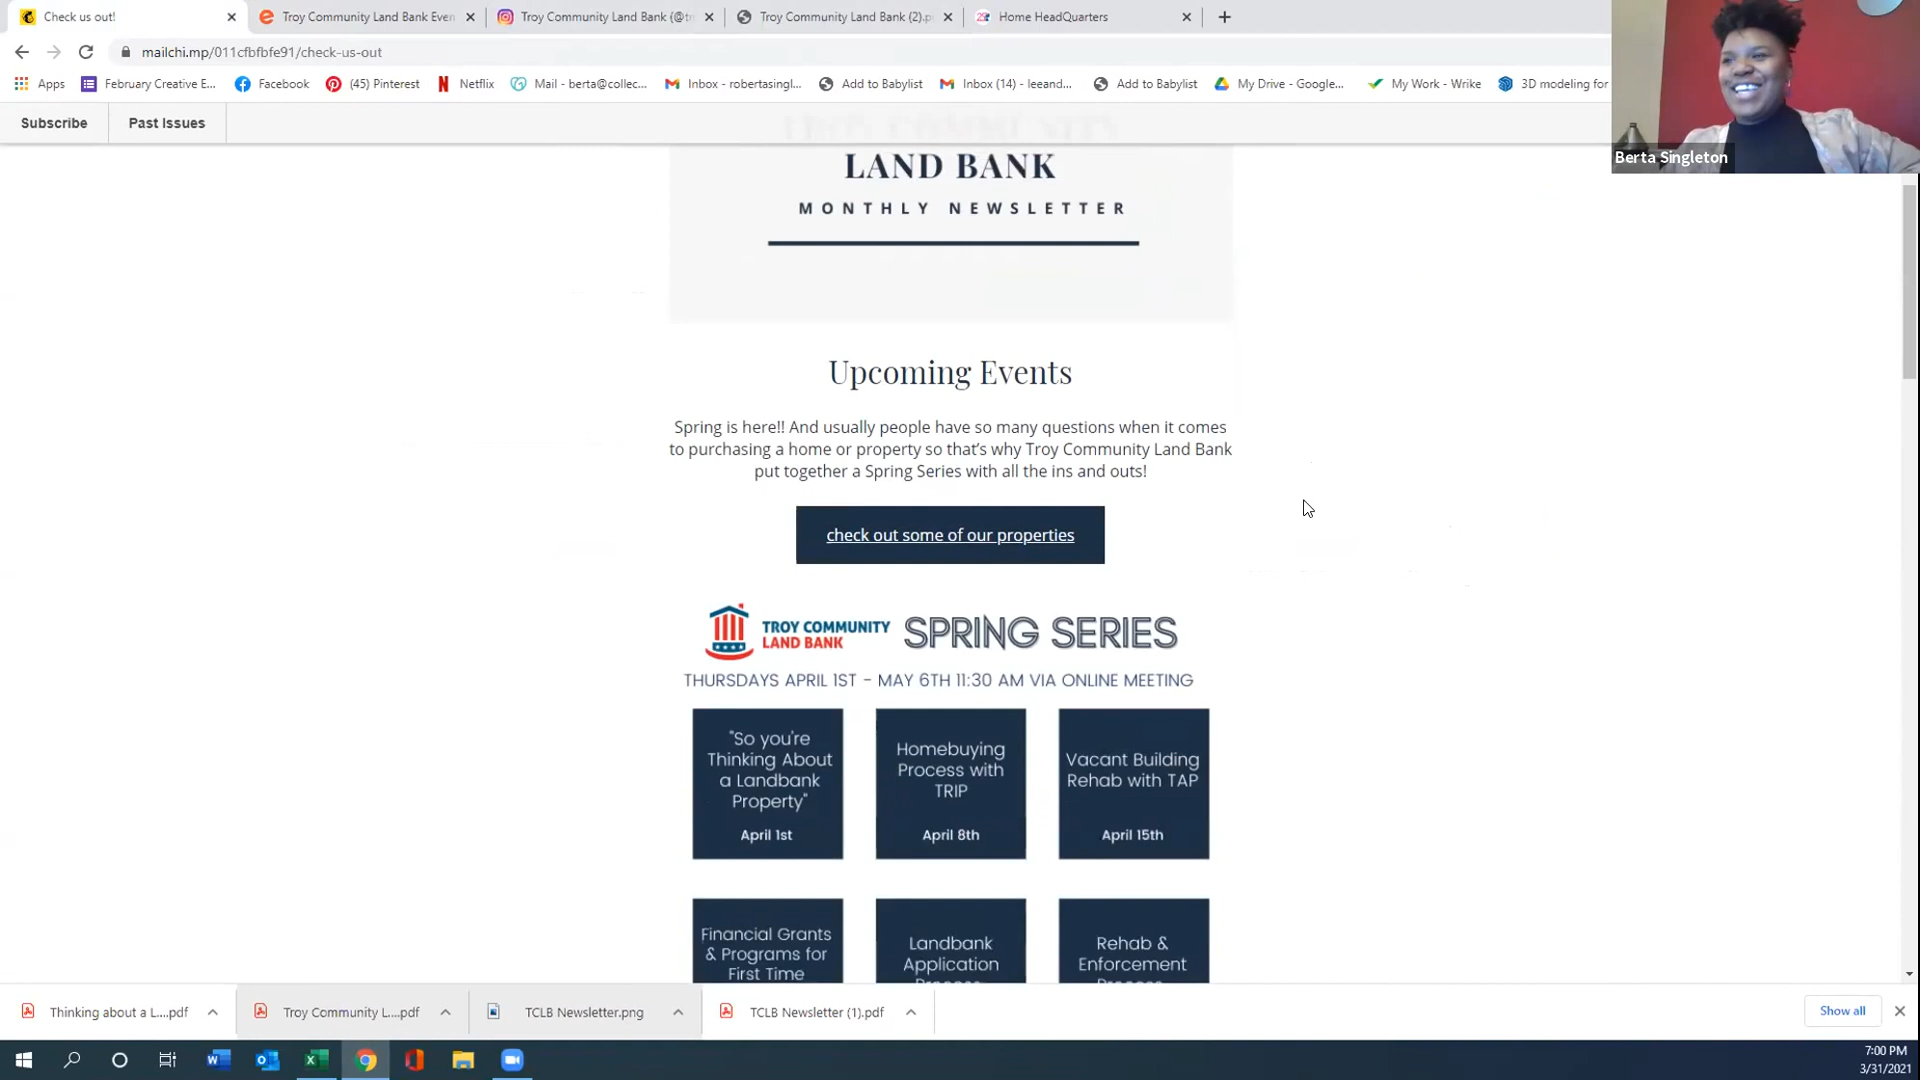 Check us out!
Troy Community Land Bank Even
Troy Community Land Bank (@tr
Troy Community Land Bank (2).p
Home HeadQuarters
mailchi.mp/011cfbfbfe91/check-us-out
Apps
February Creative E...
Facebook
(45) Pinterest
Netflix
Mail - berta@collec...
Inbox - robertasingl...
Add to Babylist
Inbox (14) - leeand...
Add to Babylist
My Drive - Google...
My Work - Wrike
3D modeling for
Subscribe
Past Issues
Berta Singleton
TROY COMMUNITY
LAND BANK
MONTHLY NEWSLETTER
Upcoming Events
Spring is here!! And usually people have so many questions when it comes
to purchasing a home or property so that's why Troy Community Land Bank
put together a Spring Series with all the ins and outs!
check out some of our properties
TROY COMMUNITY
LAND BANK
SPRING SERIES
THURSDAYS APRIL 1ST - MAY 6TH 11:30 AM VIA ONLINE MEETING
"So you're
Thinking About
a Landbank
Property"
April 1st
Homebuying
Process with
TRIP
April 8th
Vacant Building
Rehab with TAP
April 15th
Financial Grants
& Programs for
First Time
Landbank
Application
Process
Rehab &
Enforcement
Process
Thinking about a L....pdf
Troy Community L....pdf
TCLB Newsletter.png
TCLB Newsletter (1).pdf
Show all
7:00 PM
3/31/2021